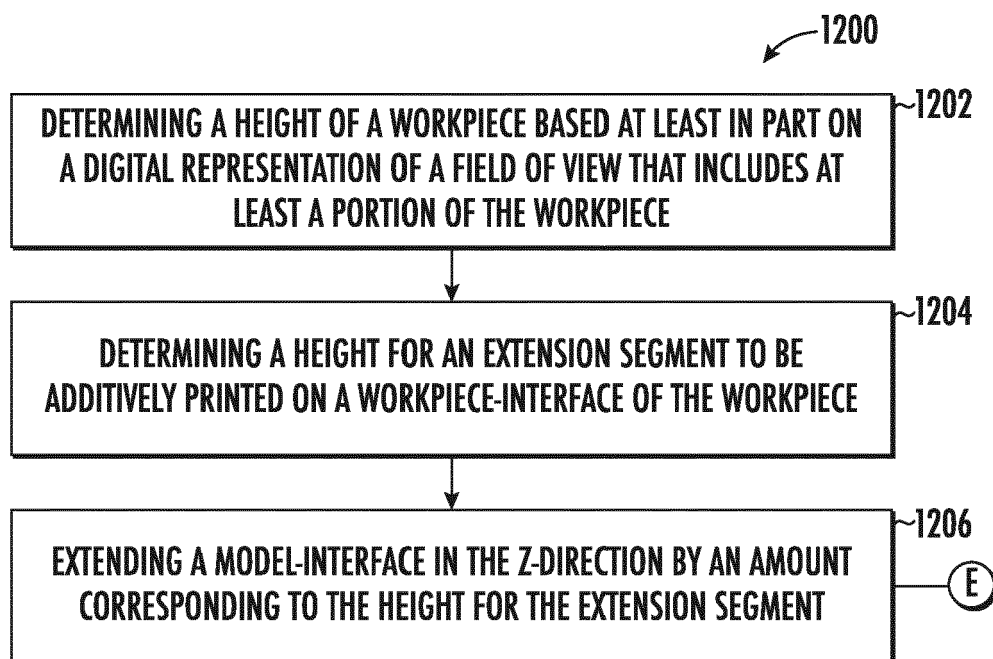 1200
1202
DETERMINING A HEIGHT OF A WORKPIECE BASED AT LEAST IN PART ON
A DIGITAL REPRESENTATION OF A FIELD OF VIEW THAT INCLUDES AT
LEAST A PORTION OF THE WORKPIECE
1204
DETERMINING A HEIGHT FOR AN EXTENSION SEGMENT TO BE
ADDITIVELY PRINTED ON A WORKPIECE-INTERFACE OF THE WORKPIECE
1206
EXTENDING A MODEL-INTERFACE IN THE Z-DIRECTION BY AN AMOUNT
CORRESPONDING TO THE HEIGHT FOR THE EXTENSION SEGMENT
E